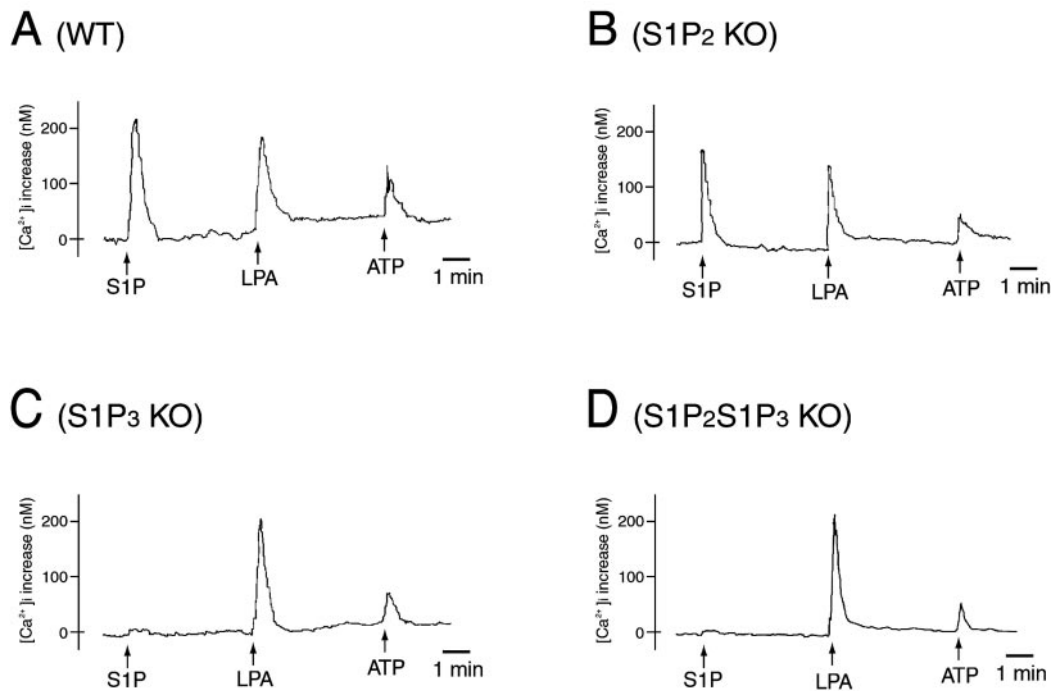 A (WT)
[Ca²⁺]i increase (nM)
200
100
0
S1P
LPA
ATP
1 min
B (S1P₂ KO)
[Ca²⁺]i increase (nM)
200
100
0
S1P
LPA
ATP
1 min
C (S1P₃ KO)
[Ca²⁺]i increase (nM)
200
100
0
S1P
LPA
ATP
1 min
D (S1P₂S1P₃ KO)
[Ca²⁺]i increase (nM)
200
100
0
S1P
LPA
ATP
1 min